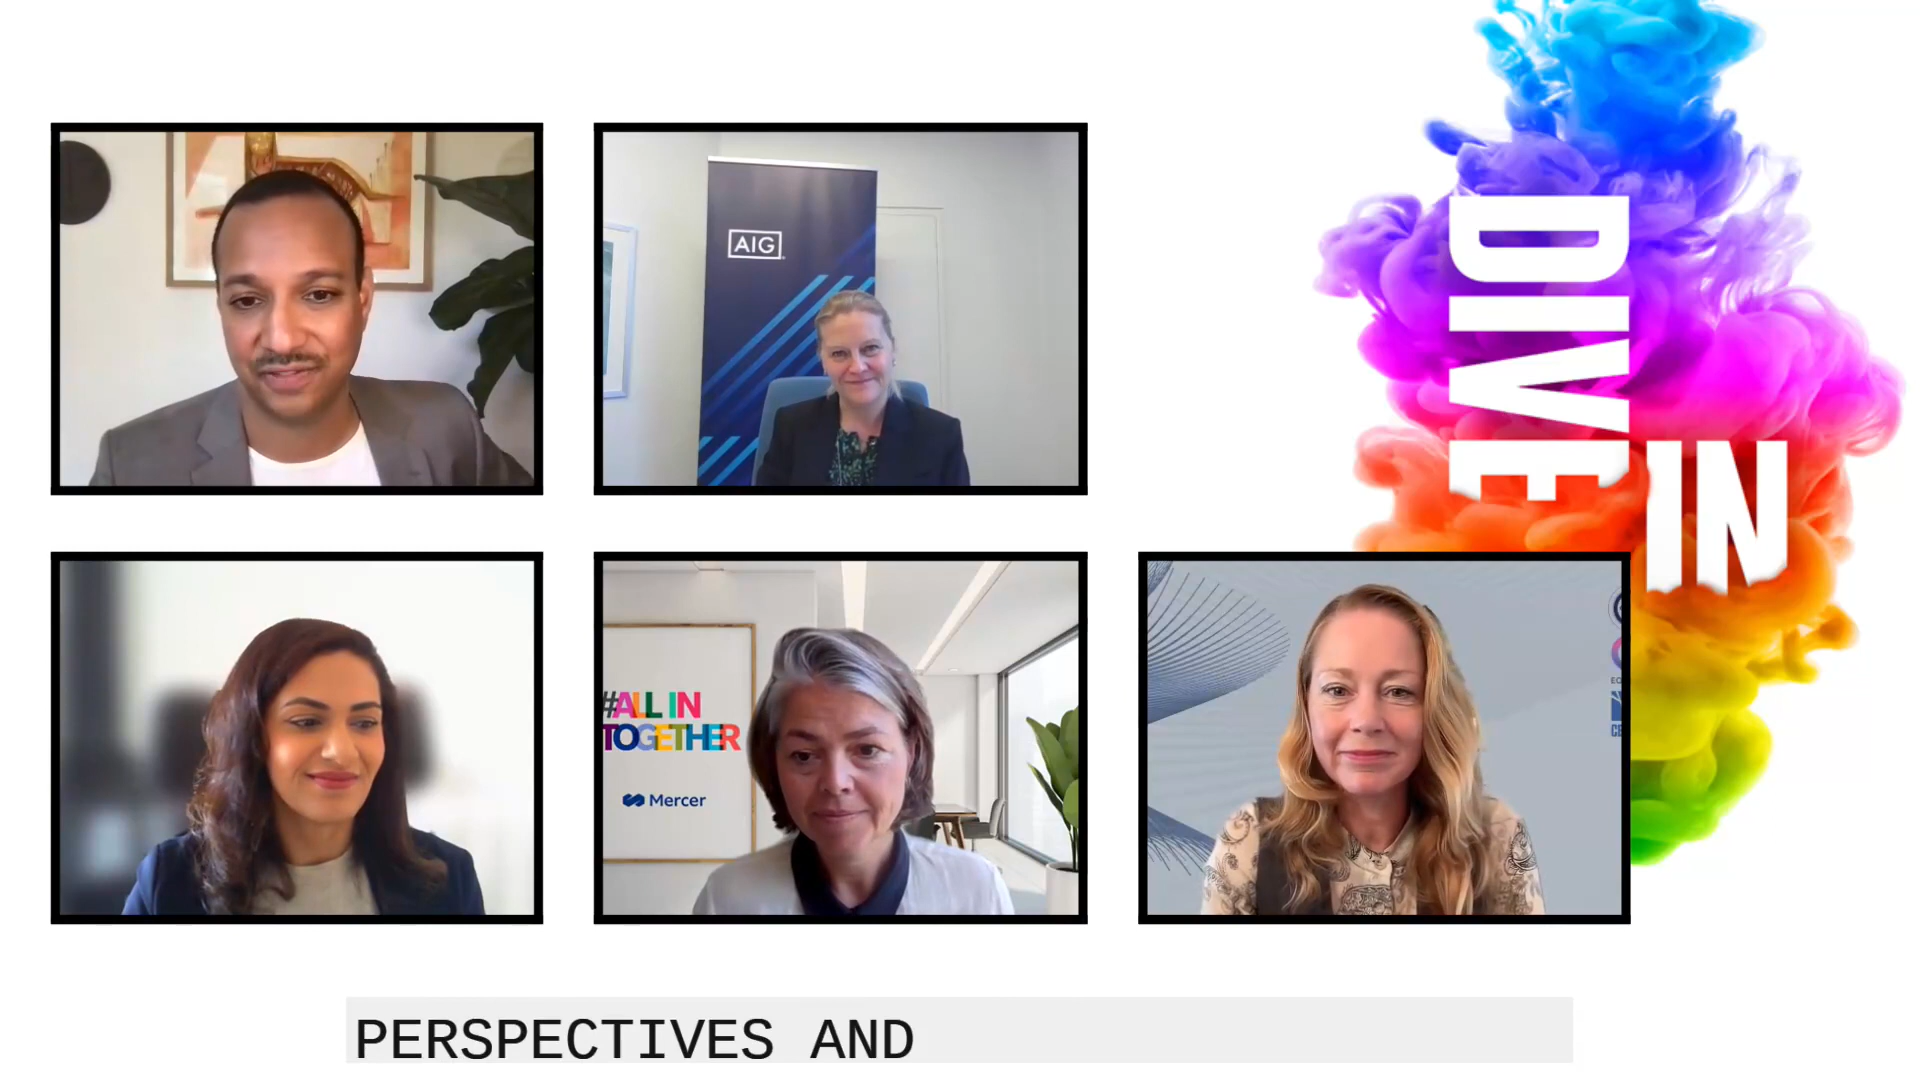 AIG
DIVE
IN
#ALL IN
TOGETHER
Mercer
PERSPECTIVES AND